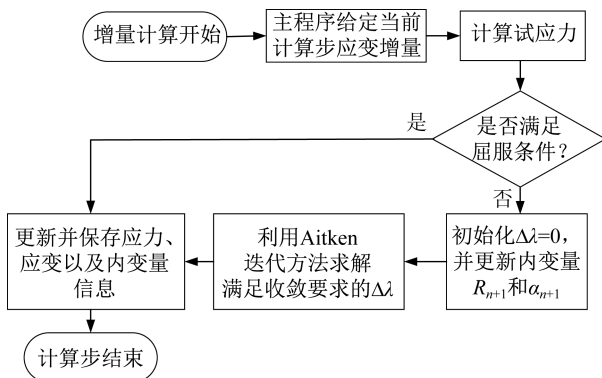 增量计算开始
主程序给定当前
计算步应变增量
计算试应力
是否满足
屈服条件？
是
否
初始化Δλ=0，
并更新内变量
Rn+1和αn+1
利用Aitken
迭代方法求解
满足收敛要求的Δλ
更新并保存应力、
应变以及内变量
信息
计算步结束